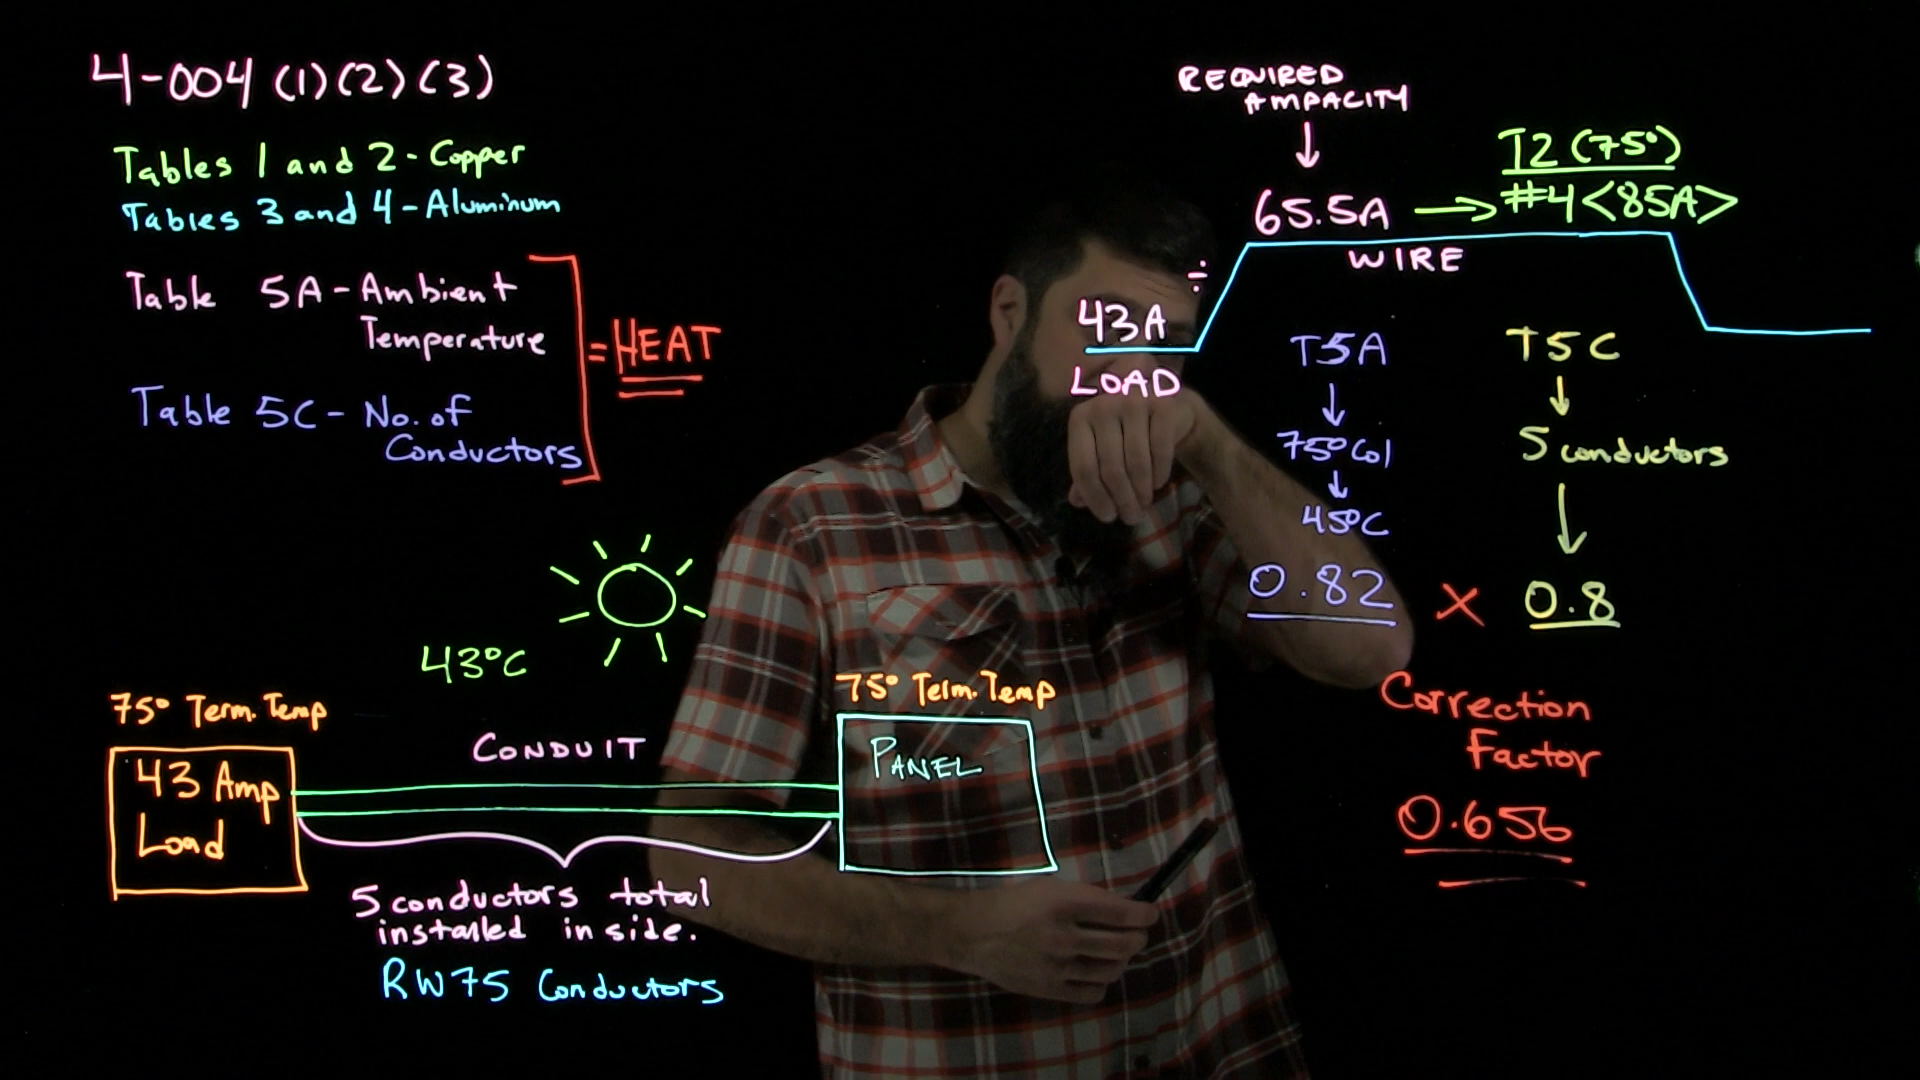 4-004 (1)(2)(3)
Tables 1 and 2 - Copper
Tables 3 and 4 - Aluminum
Table 5A - Ambient
Temperature
= HEAT
Table 5C - No. of
Conductors
43°C
75° Term. Temp
75° Term. Temp
CONDUIT
43 Amp
Load
PANEL
5 conductors total
installed inside.
RW75 Conductors
REQUIRED
AMPACITY
↓
65.5A → #4 <85A>
T2 (75°)
WIRE
÷
43A
LOAD
T5A
↓
75° Col
↓
45°C
0.82 × 0.8
T5C
↓
5 conductors
↓
Correction
Factor
0.656